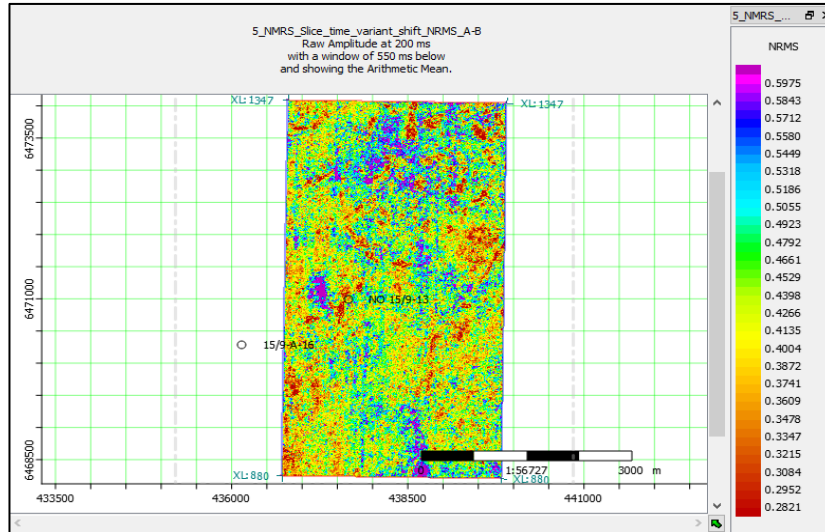 5_NMRS_Slice_time_variant_shift_NRMS_A-B
Raw Amplitude at 200 ms
with a window of 550 ms below
and showing the Arithmetic Mean.
5_NMRS_...
NRMS
0.5975
0.5843
0.5712
0.5580
0.5449
0.5318
0.5186
0.5055
0.4923
0.4792
0.4661
0.4529
0.4398
0.4266
0.4135
0.4004
0.3872
0.3741
0.3609
0.3478
0.3347
0.3215
0.3084
0.2952
0.2821
XL: 1347
XL: 1347
6473500
6471000
6468500
NO 15/9-13
15/9-A-16
XL: 880
XL: 880
0
1:56727
3000 m
433500
436000
438500
441000